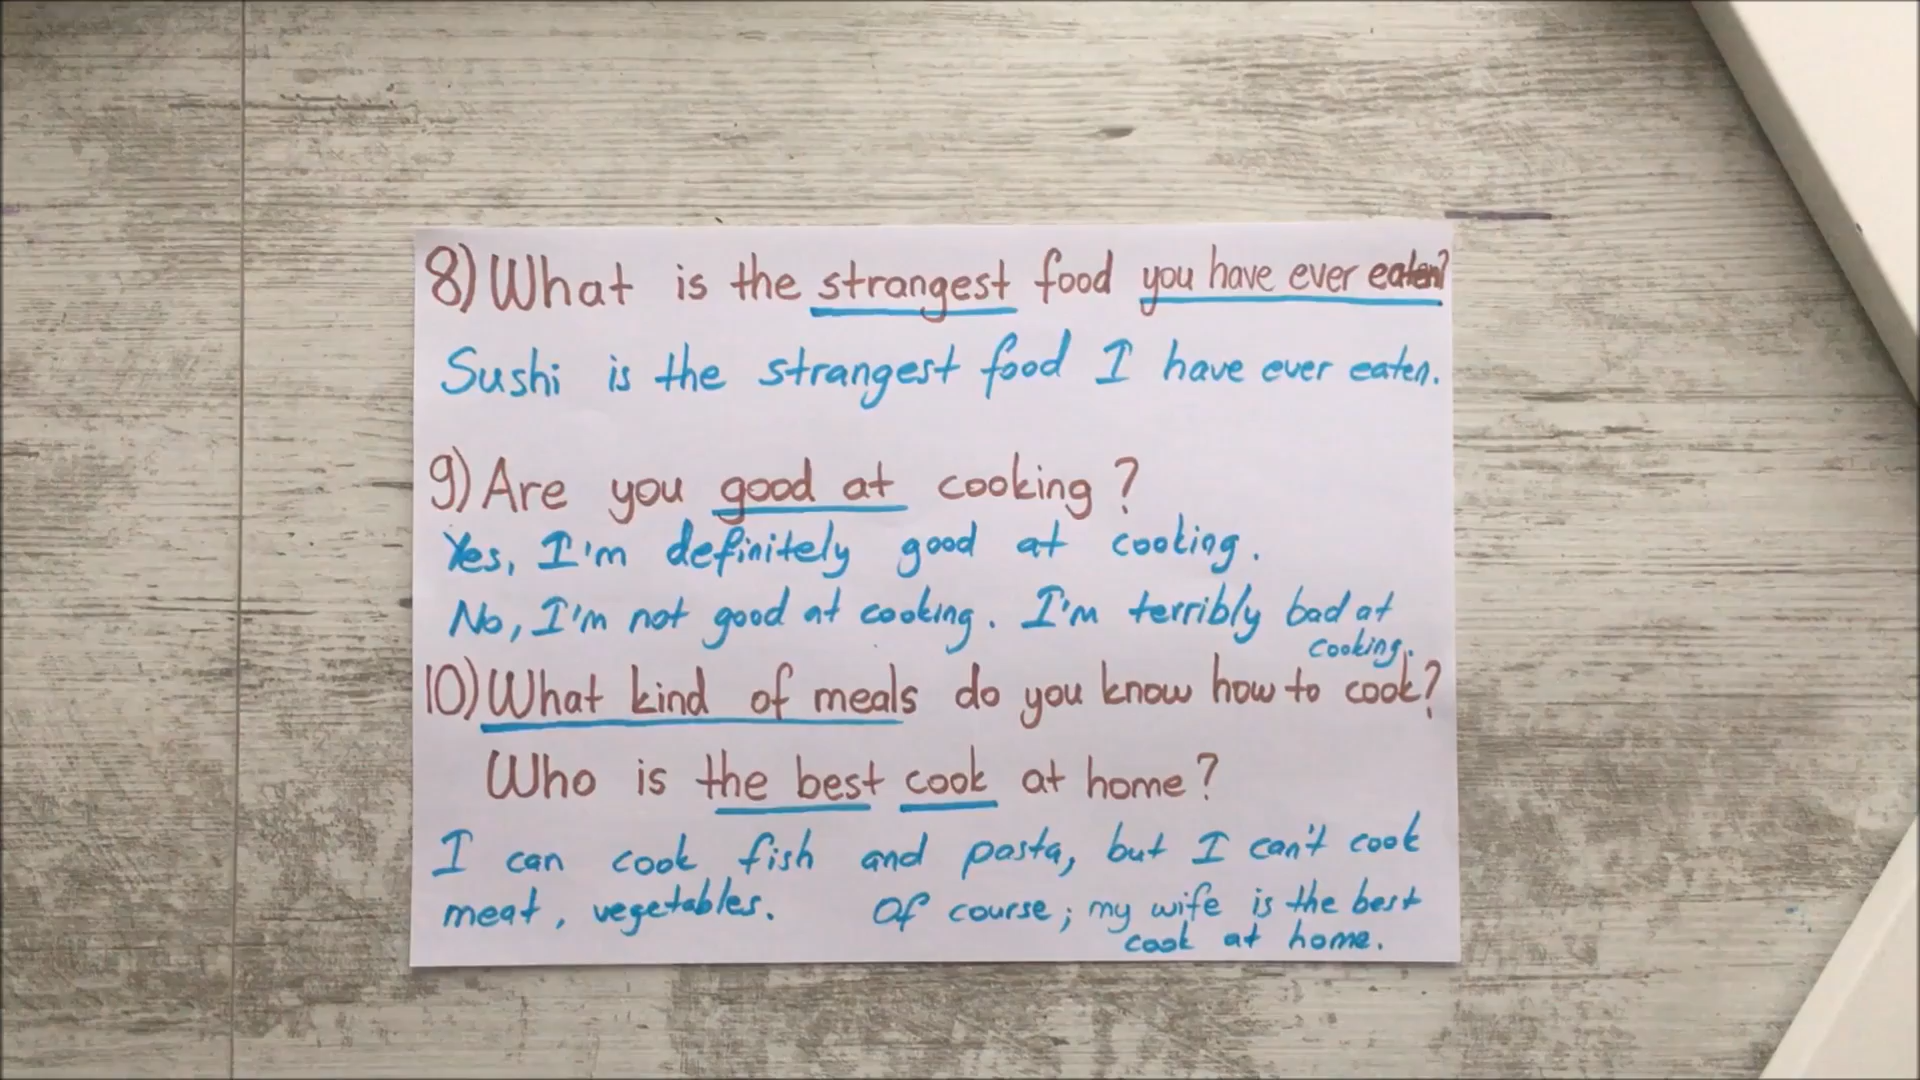 8) What is the strangest food you have ever eaten?
Sushi is the strangest food I have ever eaten.
9) Are you good at cooking?
Yes, I'm definitely good at cooking.
No, I'm not good at cooking. I'm terribly bad at
cooking.
10) What kind of meals do you know how to cook?
Who is the best cook at home?
I can cook fish and pasta, but I can't cook
meat, vegetables. Of course; my wife is the best
cook at home.